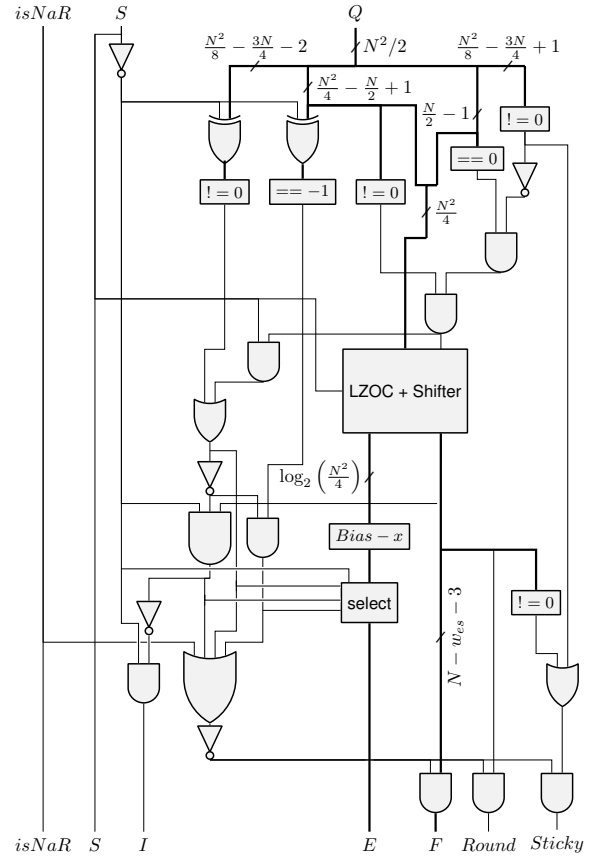 isNaR S Q
N²/8 − 3N/4 − 2 N²/2 N²/8 − 3N/4 + 1
N²/4 − N/2 + 1
N/2 − 1 != 0
== 0
!= 0 == −1 != 0
N²/4
LZOC + Shifter
log₂ (N²/4)
Bias − x
select
!= 0
N − wₑₛ − 3
isNaR S I E F Round Sticky